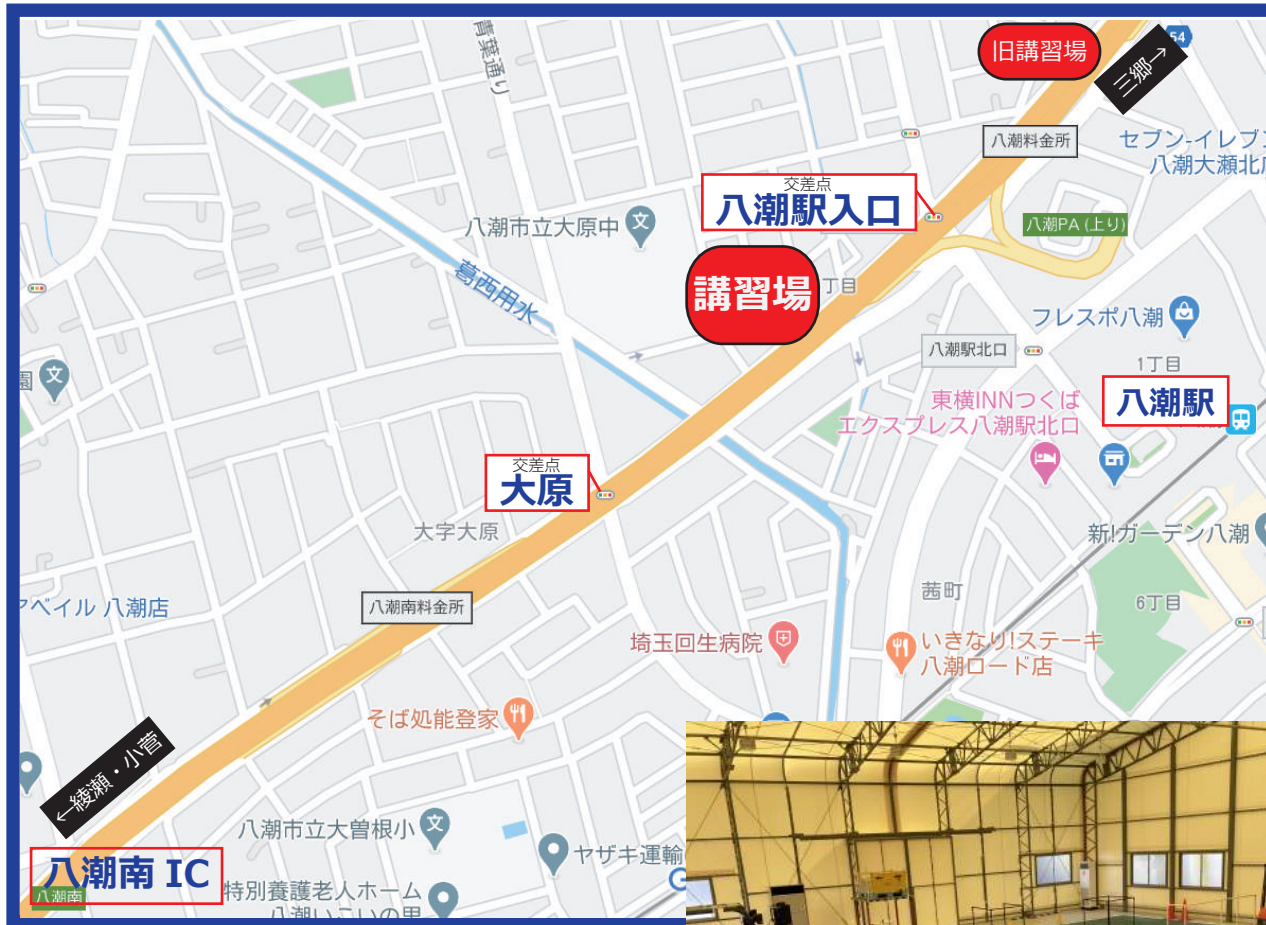 青葉通り
旧講習場
54
三郷→
八潮料金所
セブン-イレブン
八潮大瀬北店
交差点
八潮駅入口
八潮市立大原中
八潮PA (上り)
講習場
丁目
葛西用水
フレスポ八潮
八潮駅北口
1丁目
園
東横INNつくば
エクスプレス八潮駅北口
八潮駅
交差点
大原
大字大原
新!ガーデン八潮
アベイル 八潮店
八潮南料金所
茜町
6丁目
埼玉回生病院
いきなり!ステーキ
八潮ロード店
そば処能登家
←綾瀬・小菅
八潮市立大曽根小
ヤザキ運輸
八潮南 IC
八潮南
特別養護老人ホーム
八潮いこいの里